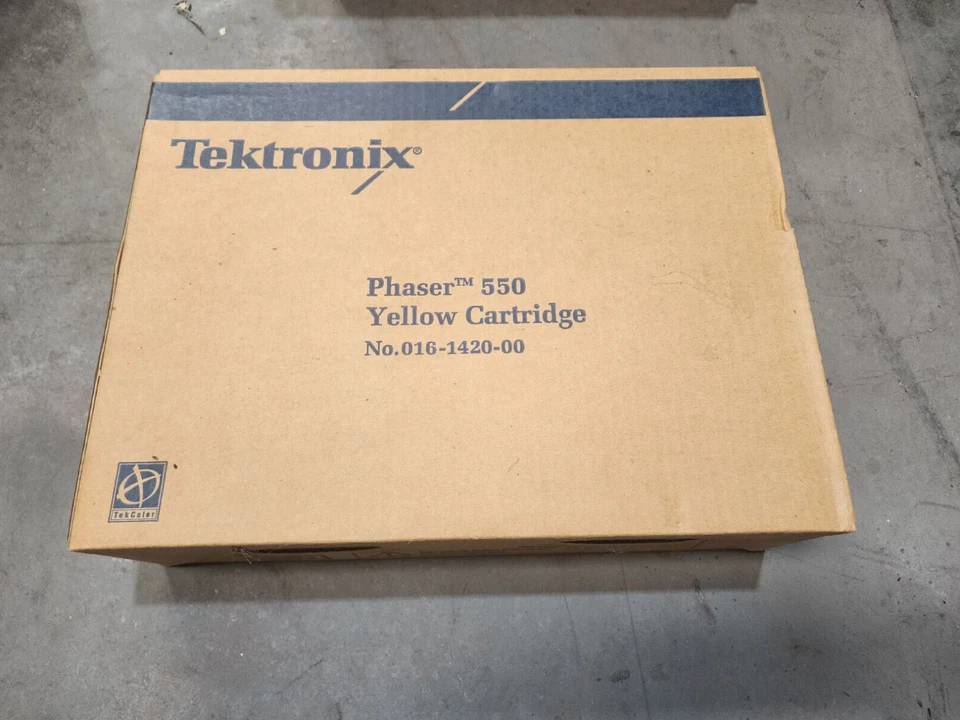 Tektronix®
Phaser™ 550
Yellow Cartridge
No.016-1420-00
TekColor